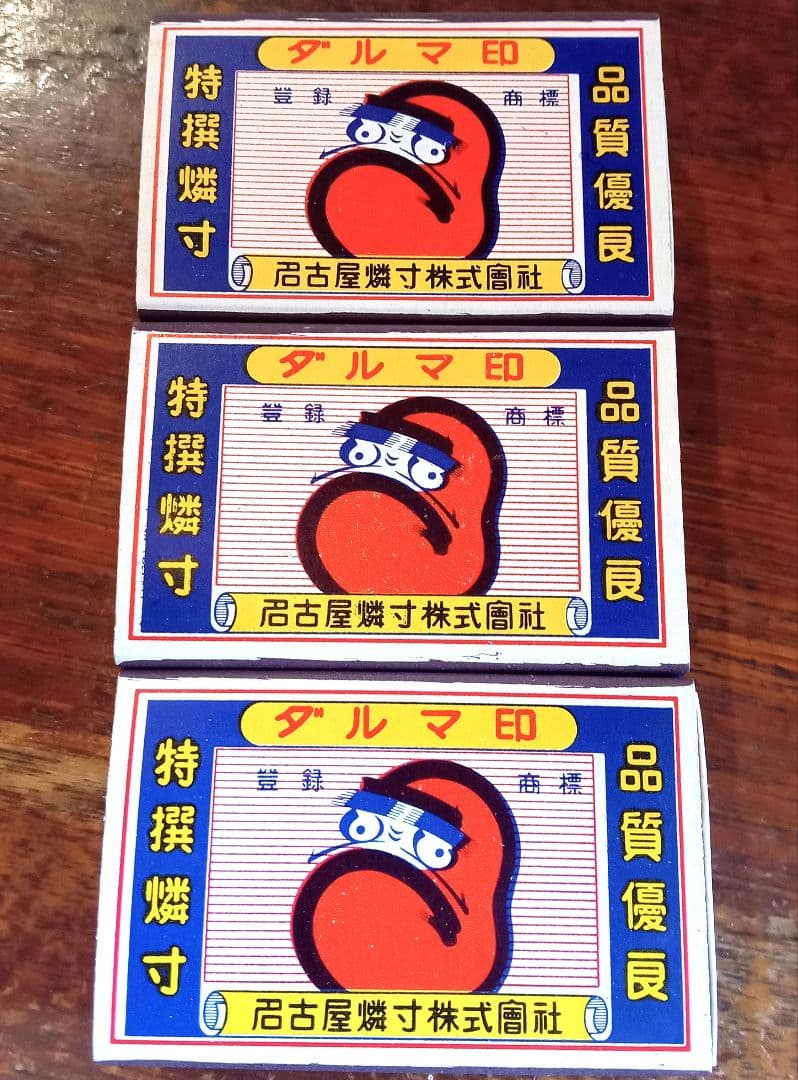 ダルマ印
登録 商標
品質優良
特撰燐寸
名古屋燐寸株式會社
ダルマ印
登録 商標
品質優良
特撰燐寸
名古屋燐寸株式會社
ダルマ印
登録 商標
品質優良
特撰燐寸
名古屋燐寸株式會社